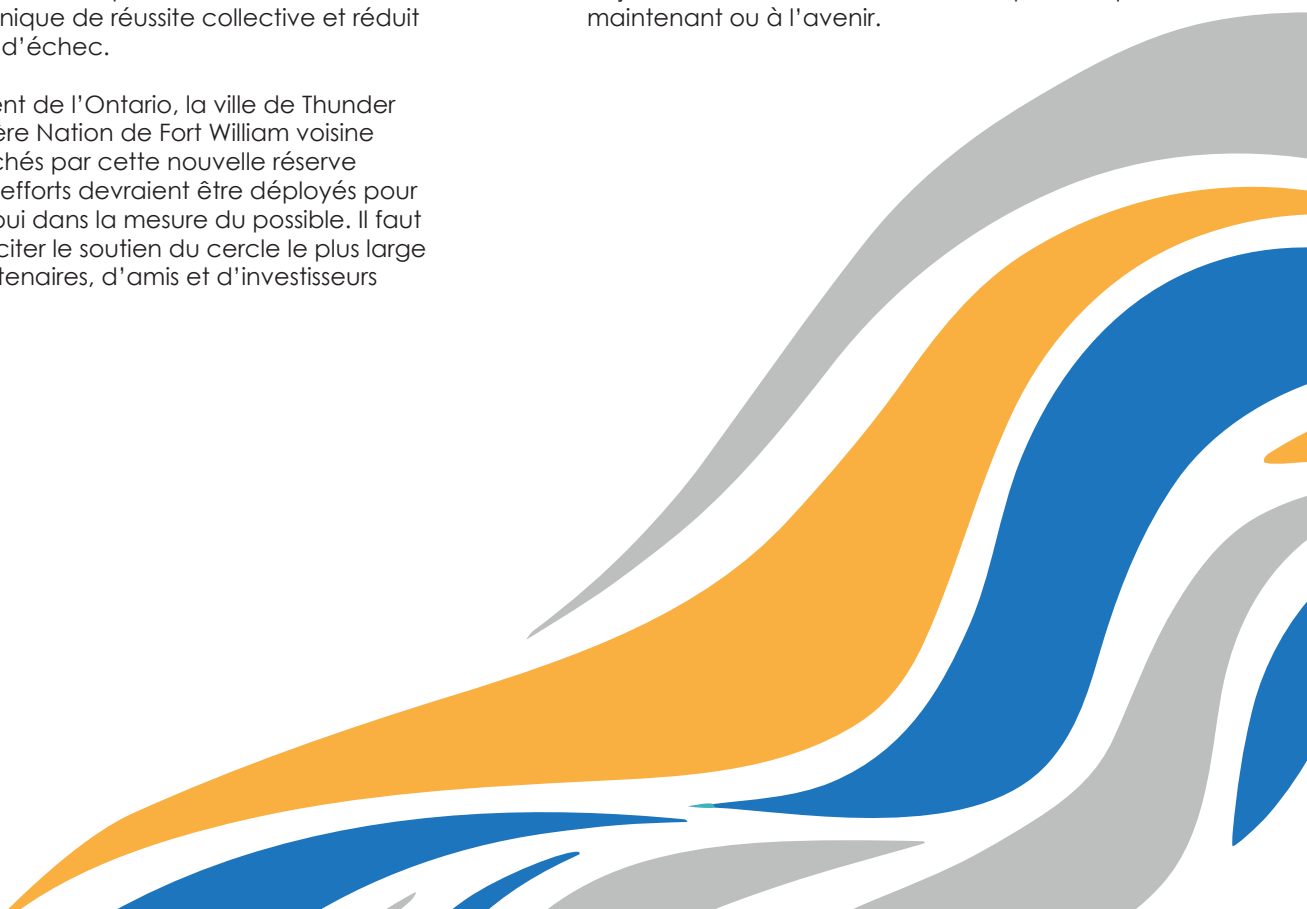 nique de réussite collective et réduit
d’échec.
ent de l’Ontario, la ville de Thunder
ère Nation de Fort William voisine
chés par cette nouvelle réserve
efforts devraient être déployés pour
oui dans la mesure du possible. Il faut
citer le soutien du cercle le plus large
tenaires, d’amis et d’investisseurs
maintenant ou à l’avenir.